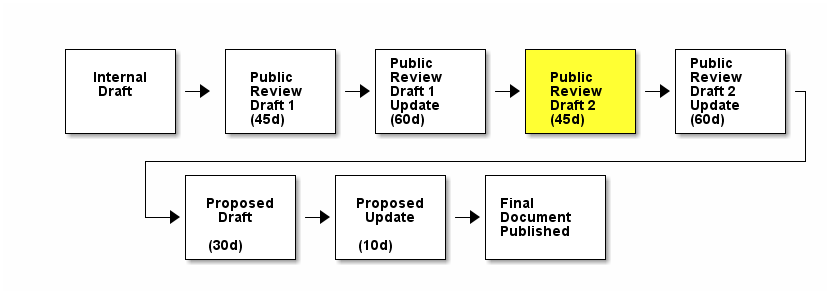 Internal
Draft
Public
Review
Draft 1
(45d)
Public
Review
Draft 1
Update
(60d)
Public
Review
Draft 2
(45d)
Public
Review
Draft 2
Update
(60d)
Proposed
Draft
(30d)
Proposed
Update
(10d)
Final
Document
Published